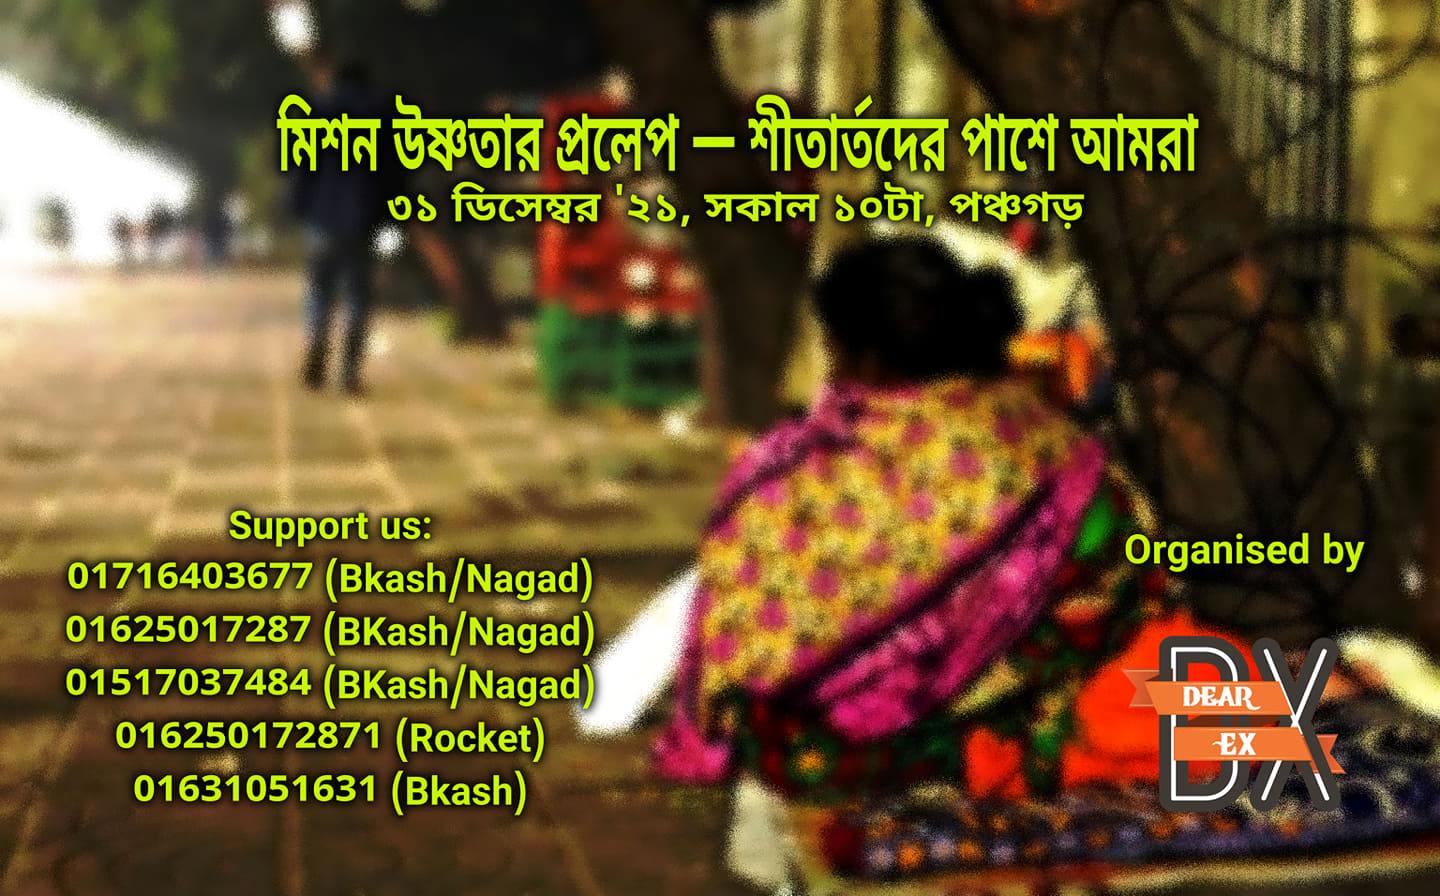 মিশন উষ্ণতার প্রলেপ – শীতার্তদের পাশে আমরা
৩১ ডিসেম্বর '২১, সকাল ১০টা, পঞ্চগড়
Support us:
01716403677 (Bkash/Nagad)
01625017287 (BKash/Nagad)
01517037484 (BKash/Nagad)
016250172871 (Rocket)
01631051631 (Bkash)
Organised by
DX
DEAR
EX